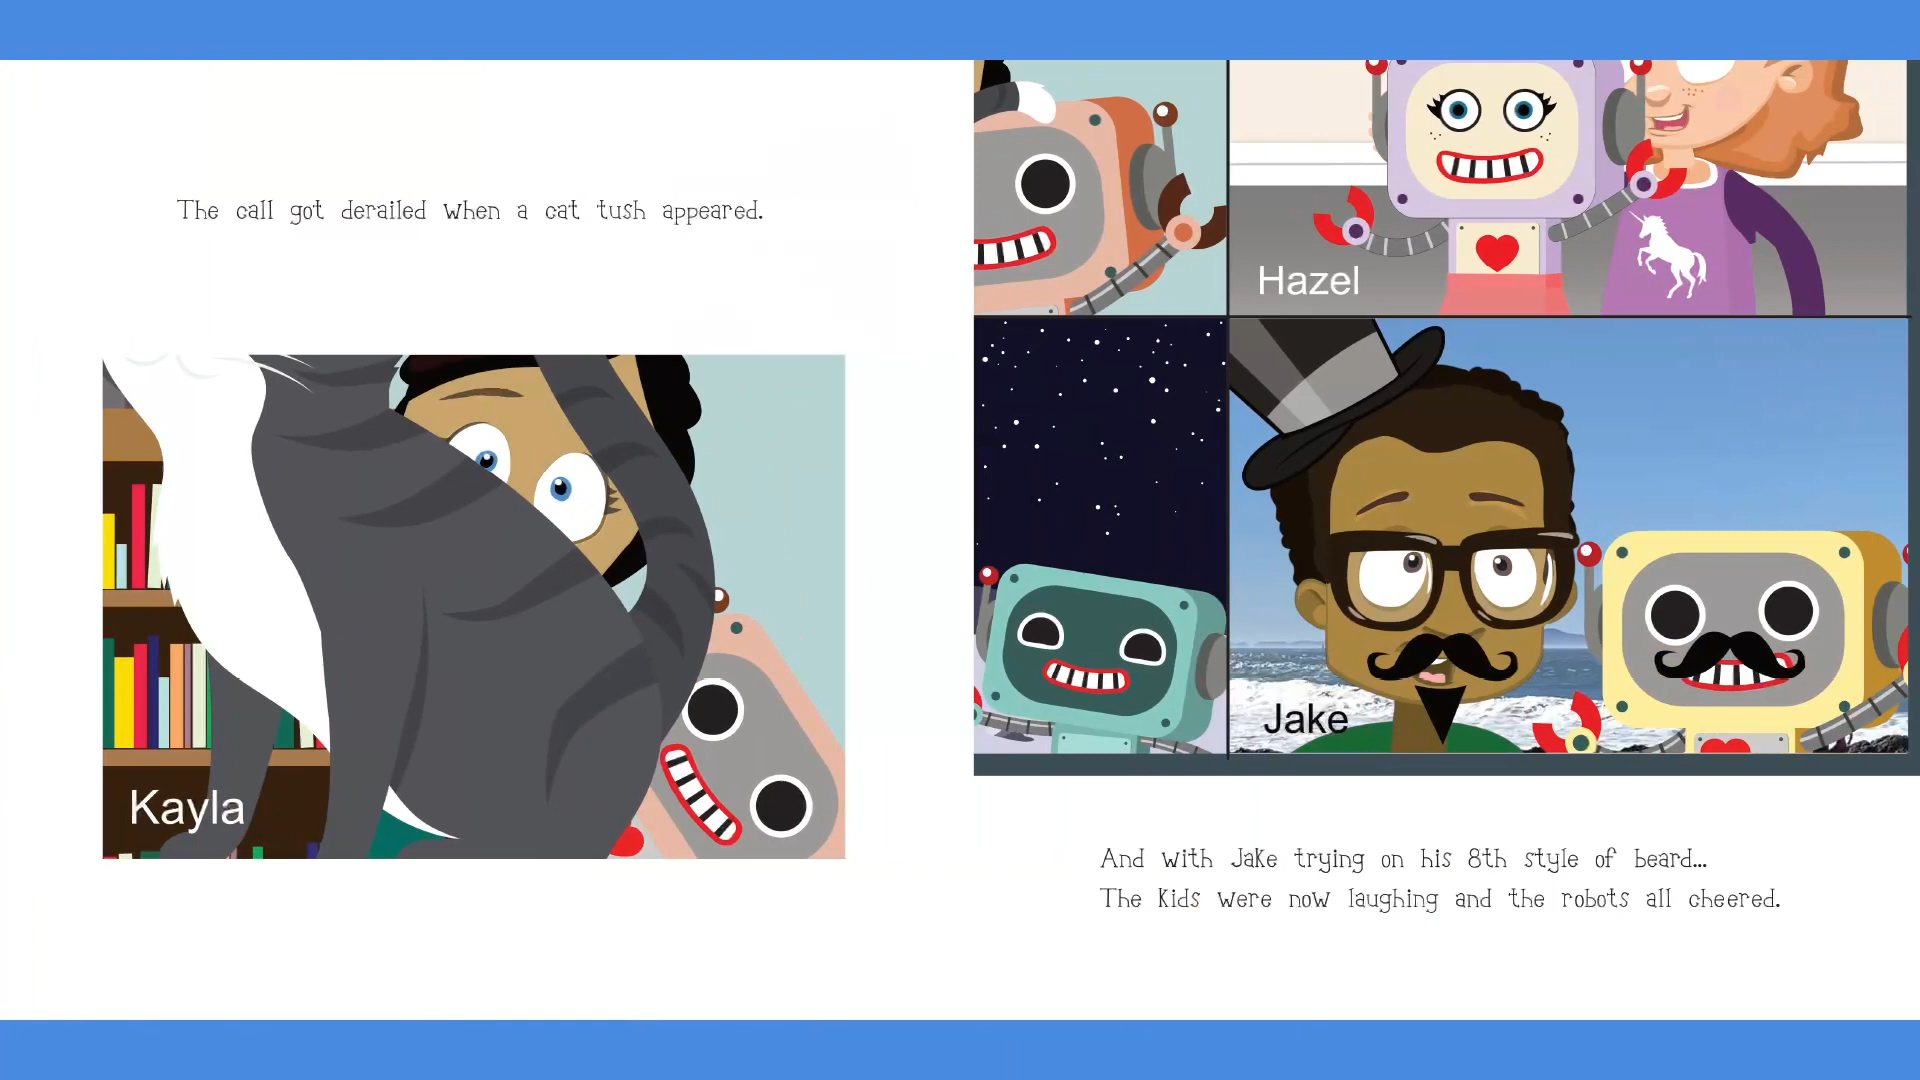 The call got derailed when a cat tush appeared.
Kayla
Hazel
Jake
And with Jake trying on his 8th style of beard...
The kids were now laughing and the robots all cheered.